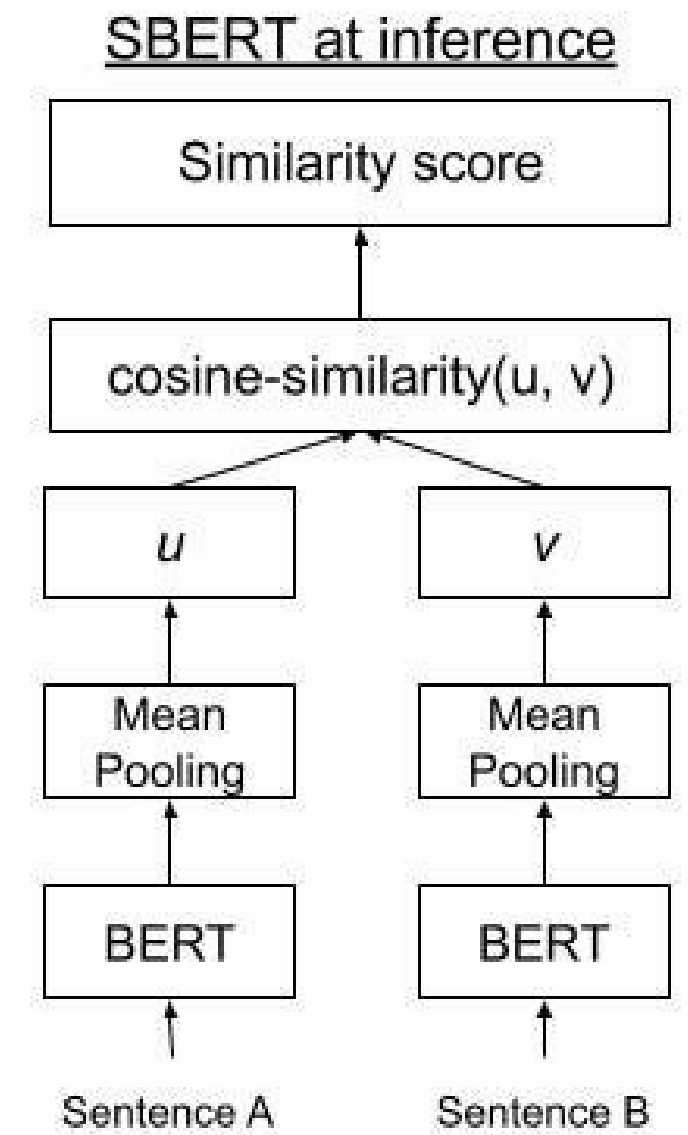 SBERT at inference
Similarity score
cosine-similarity(u, v)
u
v
Mean
Pooling
Mean
Pooling
BERT
BERT
Sentence A
Sentence B